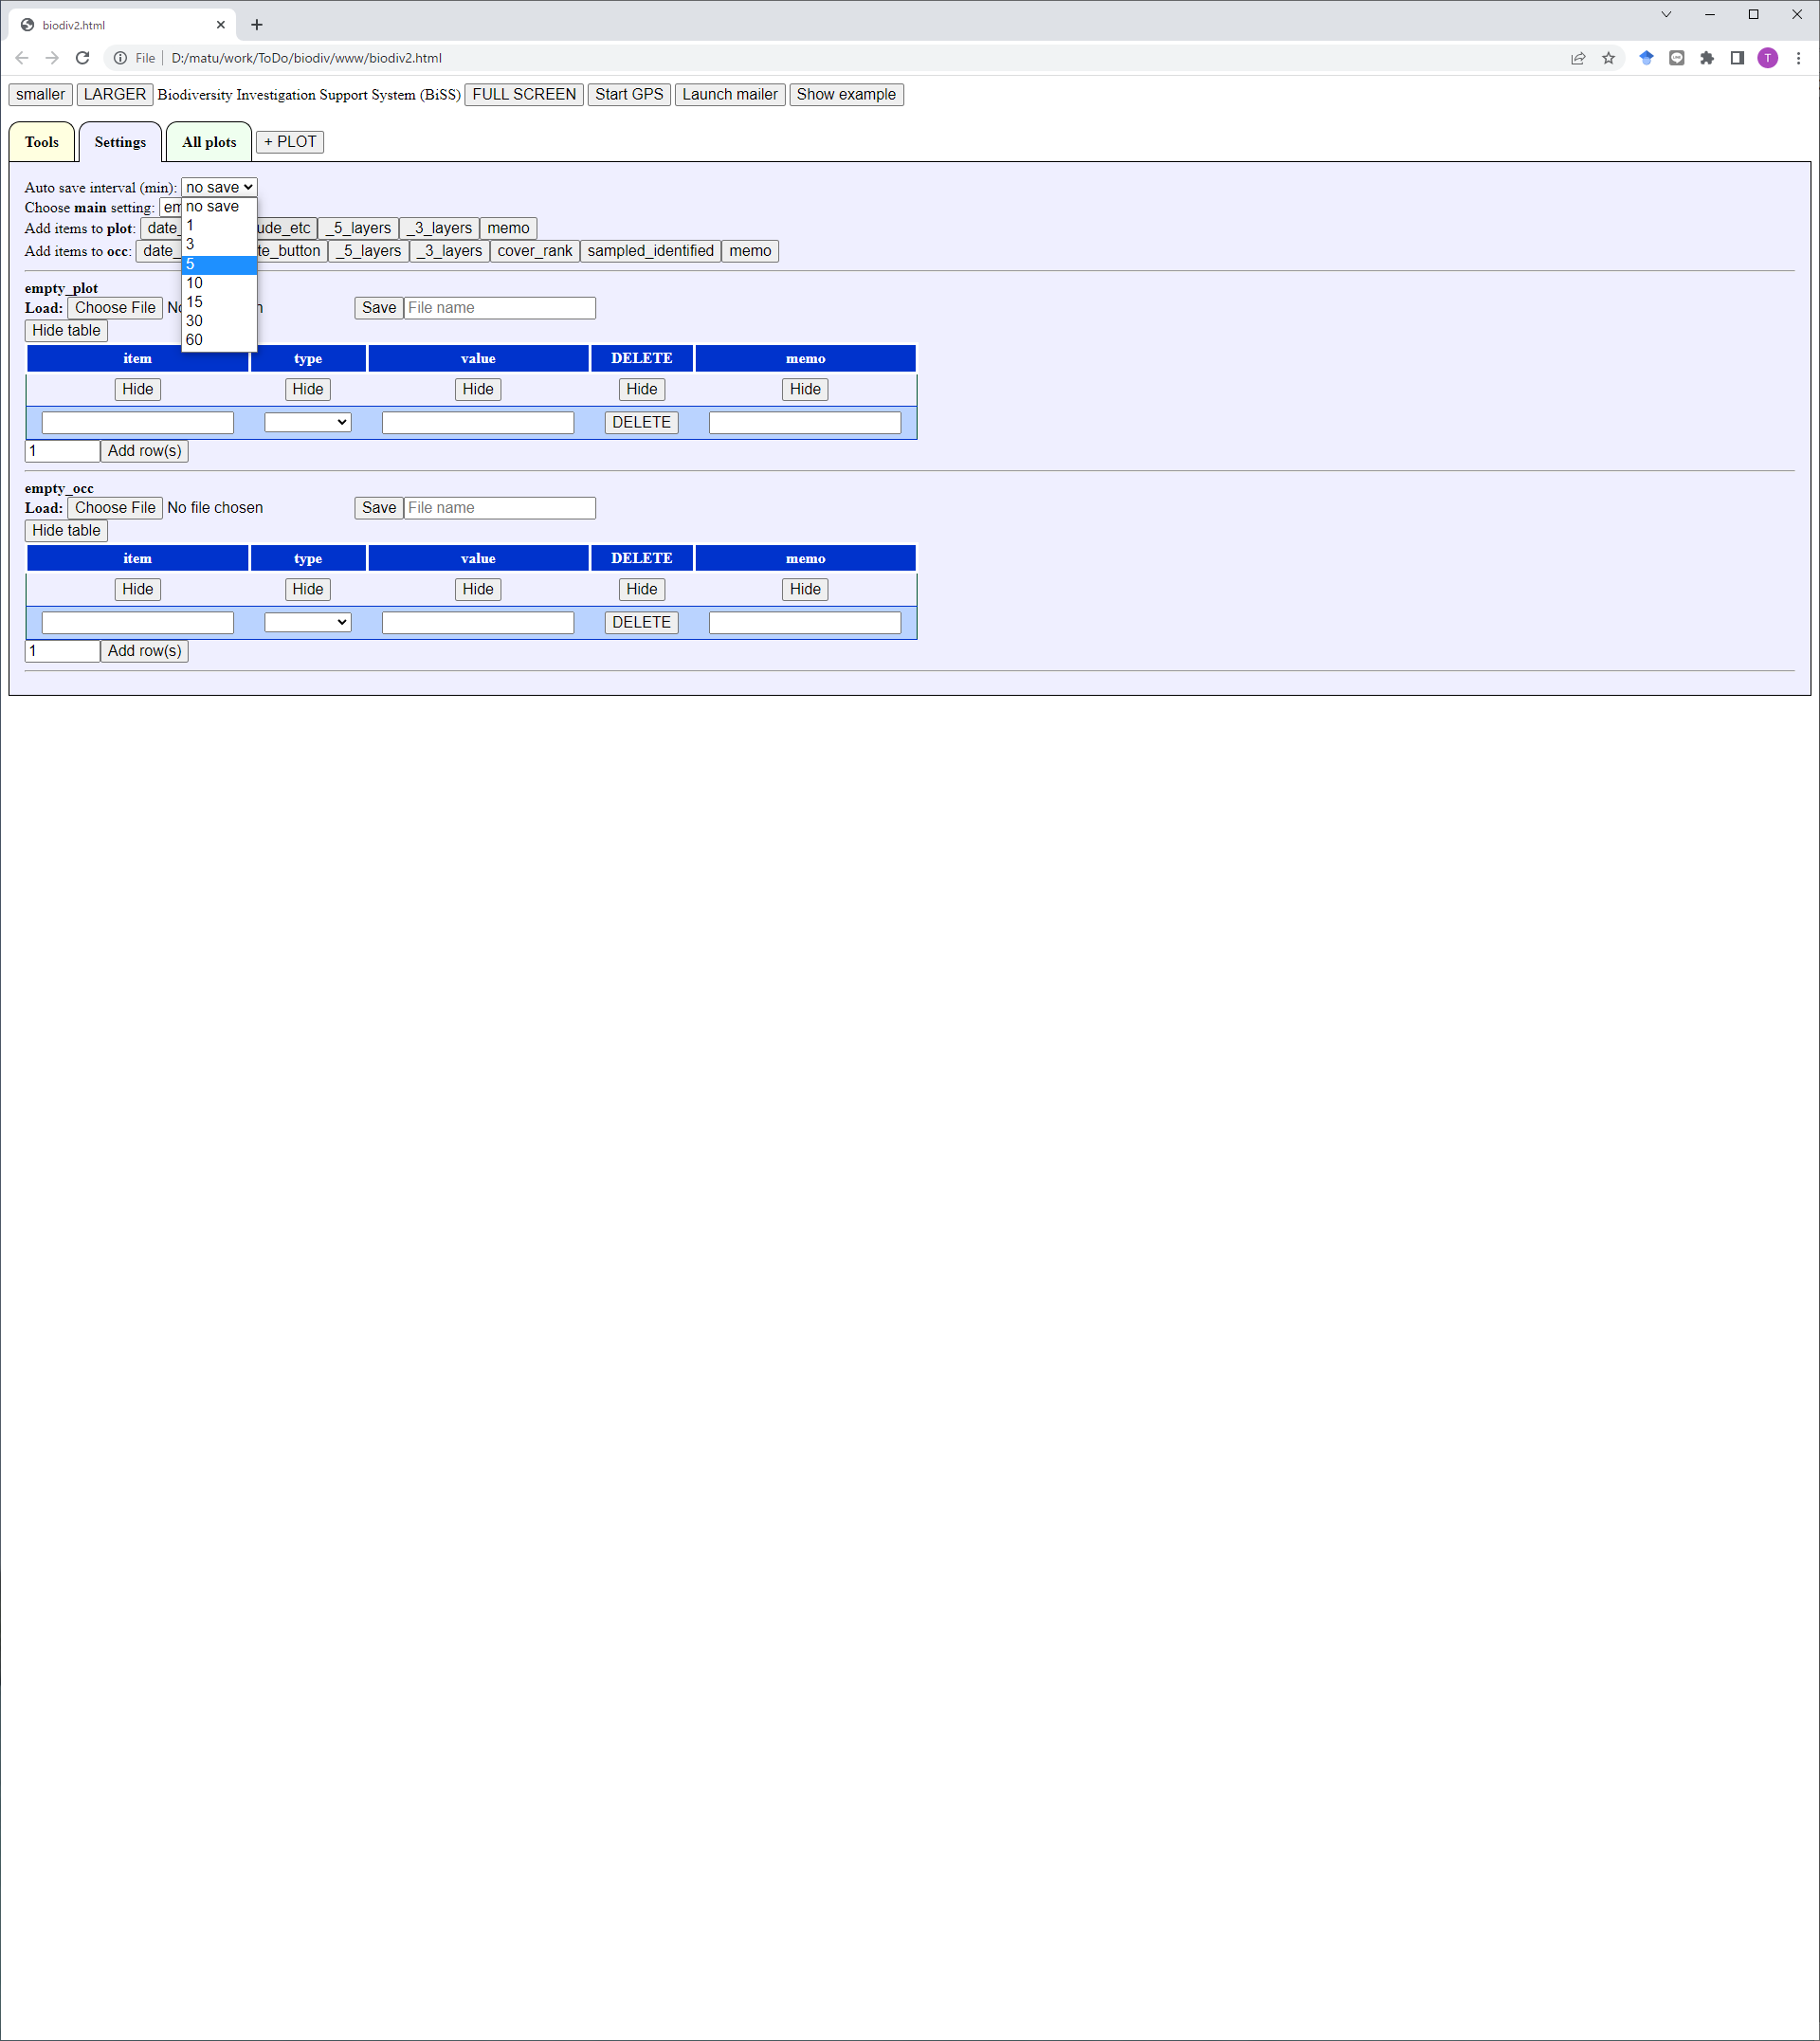 biodiv2.html
File D:/matu/work/ToDo/biodiv/www/biodiv2.html T
smaller LARGER Biodiversity Investigation Support System (BiSS) FULL SCREEN Start GPS Launch mailer Show example
Tools Settings All plots + PLOT
Auto save interval (min): no save
no save
1
3
5
10
15
30
60
Choose main setting: em
Add items to plot: date_ ude_etc _5_layers _3_layers memo
Add items to occ: date_ te_button _5_layers _3_layers cover_rank sampled_identified memo
empty_plot
Load: Choose File No n Save File name
Hide table
item type value DELETE memo
Hide Hide Hide Hide Hide
DELETE
1 Add row(s)
empty_occ
Load: Choose File No file chosen Save File name
Hide table
item type value DELETE memo
Hide Hide Hide Hide Hide
DELETE
1 Add row(s)